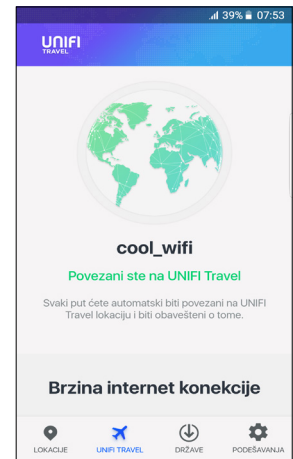 39% 07:53
UNIFI
TRAVEL
cool_wifi
Povezani ste na UNIFI Travel
Svaki put ćete automatski biti povezani na UNIFI
Travel lokaciju i biti obavešteni o tome.
Brzina internet konekcije
LOKACIJE UNIFI TRAVEL DRŽAVE PODEŠAVANJA